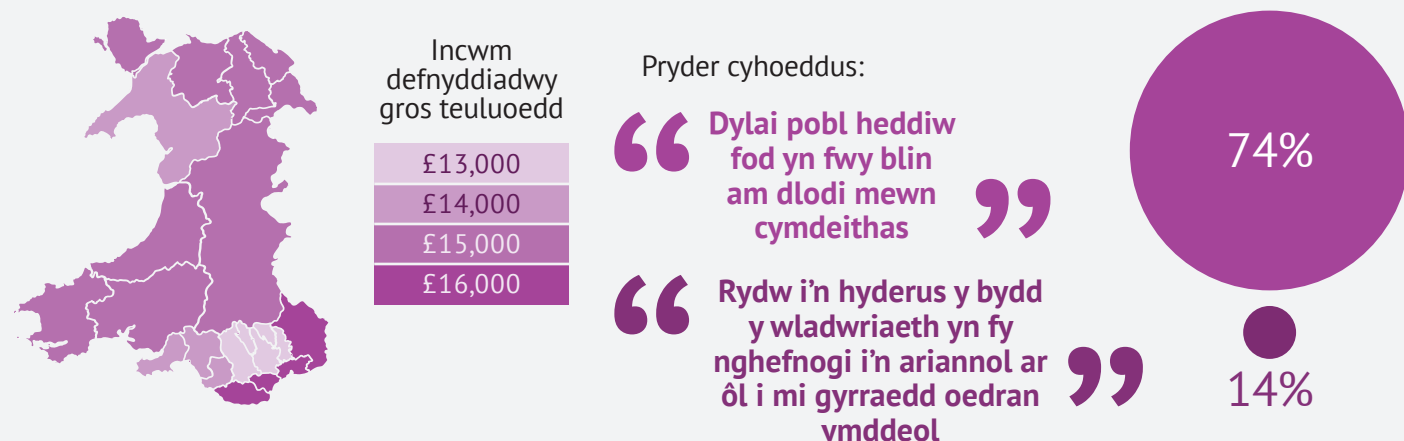 Incwm
defnyddiadwy
gros teuluoedd
£13,000
£14,000
£15,000
£16,000
Pryder cyhoeddus:
“ Dylai pobl heddiw
fod yn fwy blin
am dlodi mewn
cymdeithas ”
74%
“ Rydw i’n hyderus y bydd
y wladwriaeth yn fy
nghefnogi i’n ariannol ar
ôl i mi gyrraedd oedran
ymddeol ”
14%